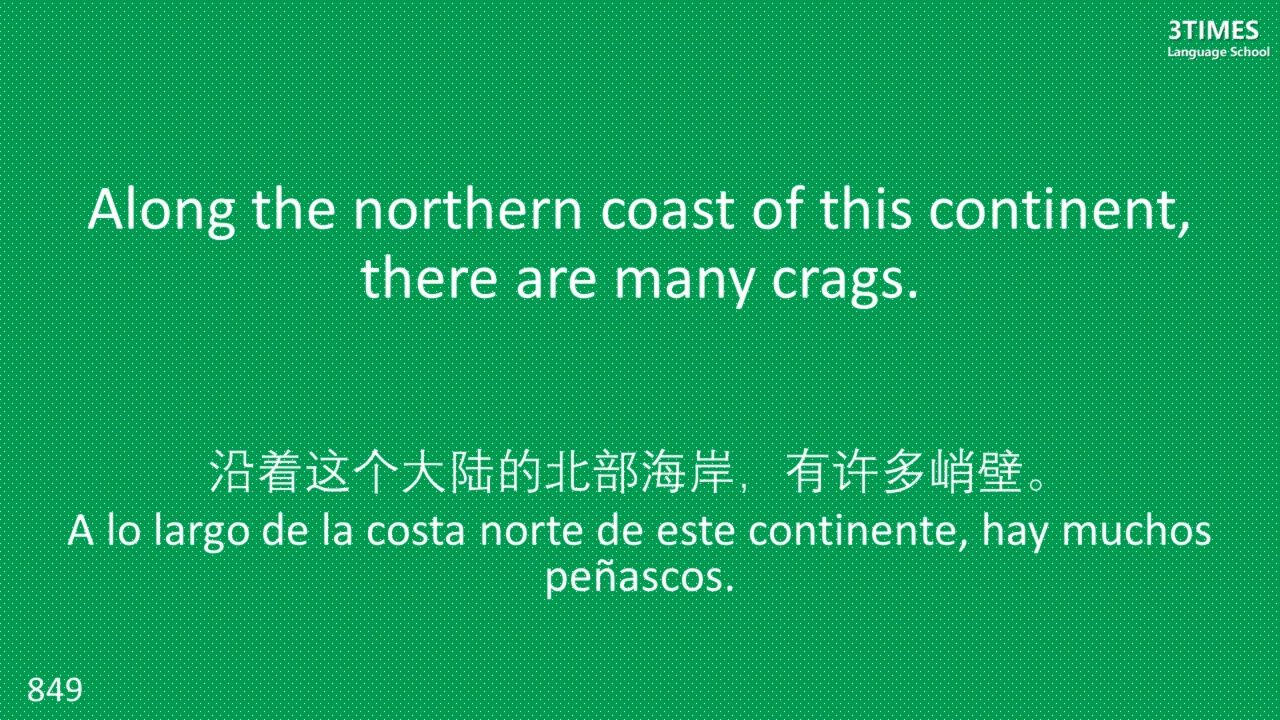 3TIMES
Language School
Along the northern coast of this continent,
there are many crags.
沿着这个大陆的北部海岸，有许多峭壁。
A lo largo de la costa norte de este continente, hay muchos
peñascos.
849